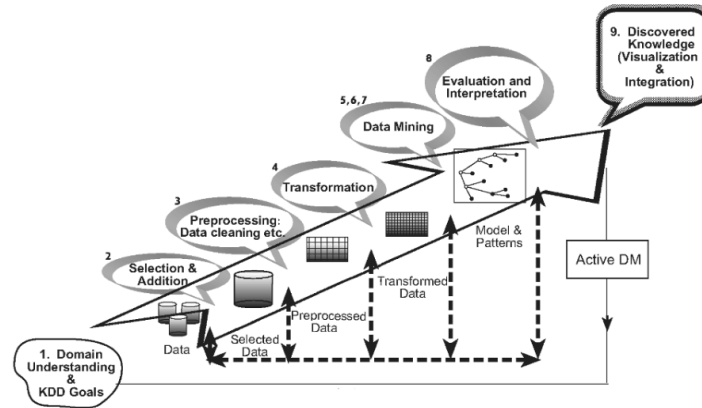 9. Discovered
Knowledge
(Visualization
&
Integration)
8
Evaluation and
Interpretation
5,6,7
Data Mining
4
Transformation
3
Preprocessing:
Data cleaning etc.
2
Selection &
Addition
Model &
Patterns
Active DM
Transformed
Data
Preprocessed
Data
Selected
Data
Data
1. Domain
Understanding
&
KDD Goals